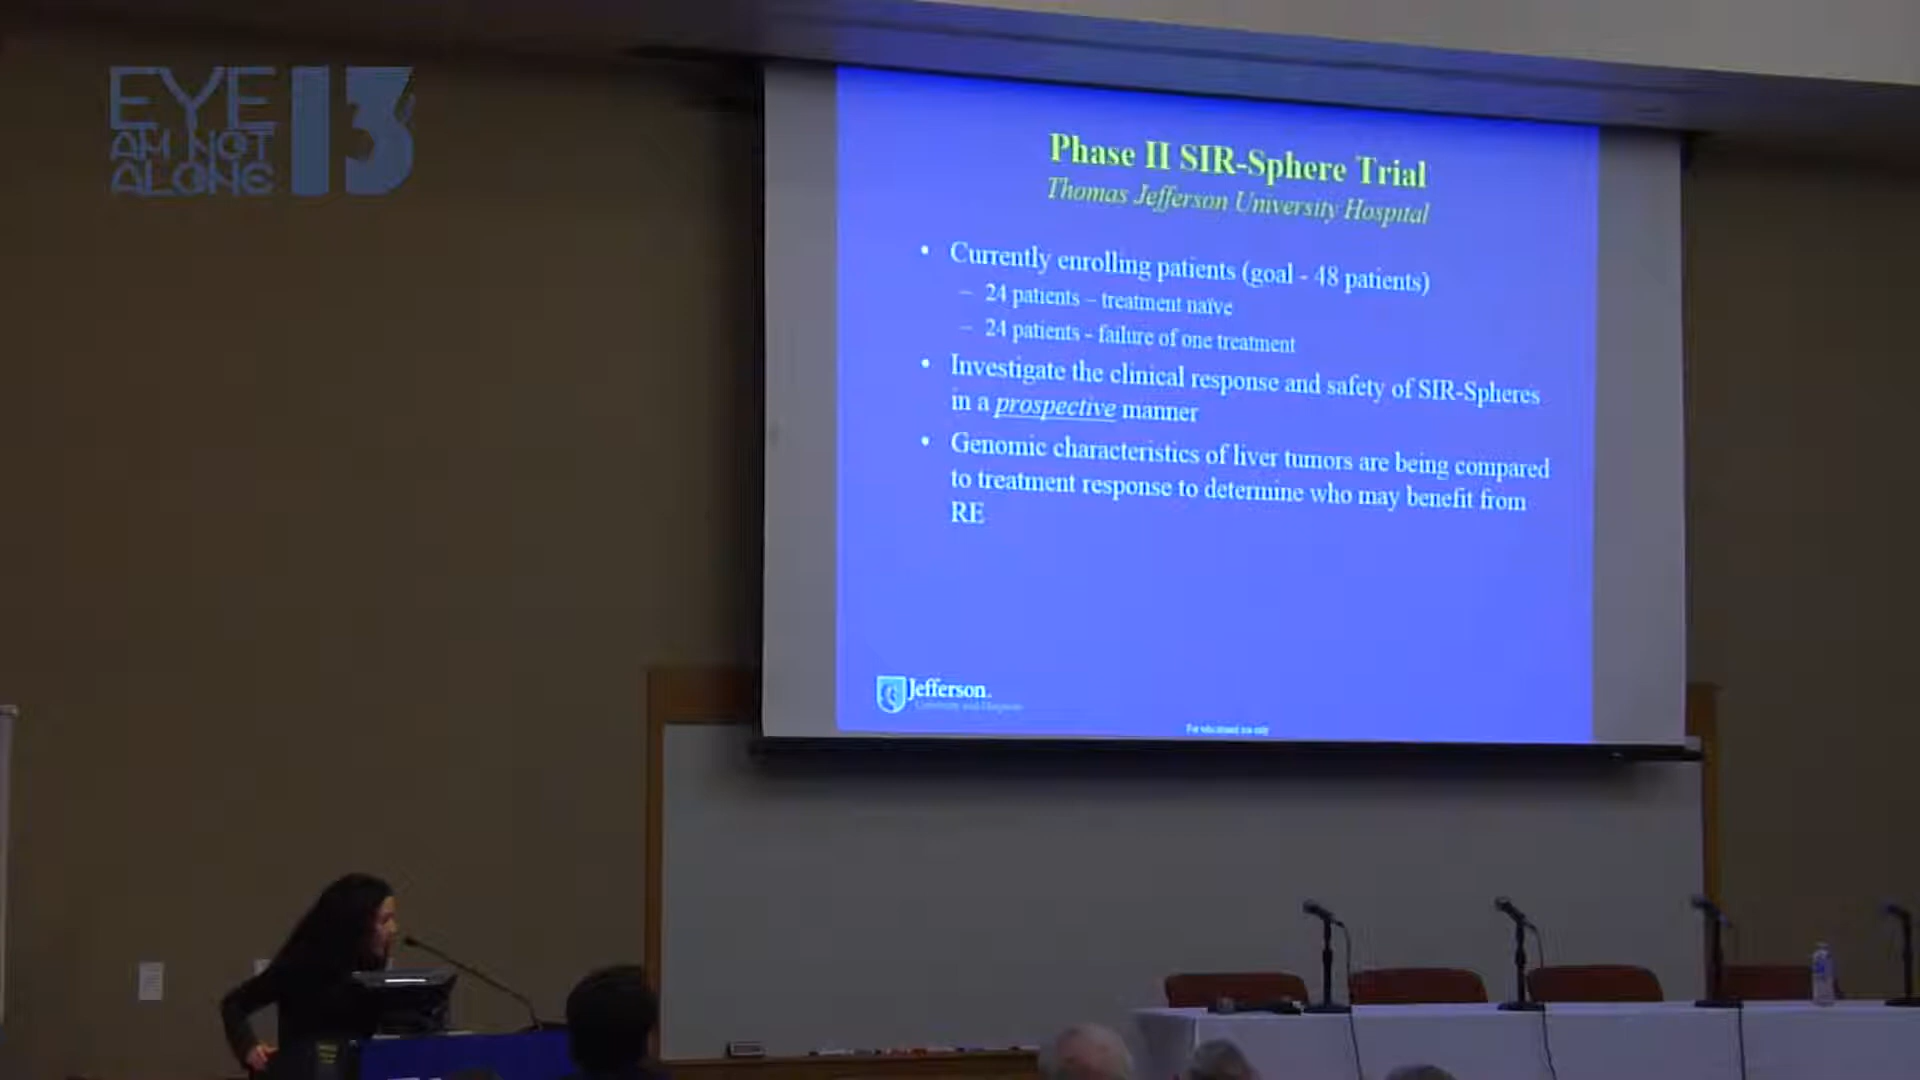 EYE
AM NOT
ALONE
13
Phase II SIR-Sphere Trial
Thomas Jefferson University Hospital
• Currently enrolling patients (goal - 48 patients)
– 24 patients – treatment naïve
– 24 patients - failure of one treatment
• Investigate the clinical response and safety of SIR-Spheres
in a prospective manner
• Genomic characteristics of liver tumors are being compared
to treatment response to determine who may benefit from
RE
Jefferson.
University and Hospitals